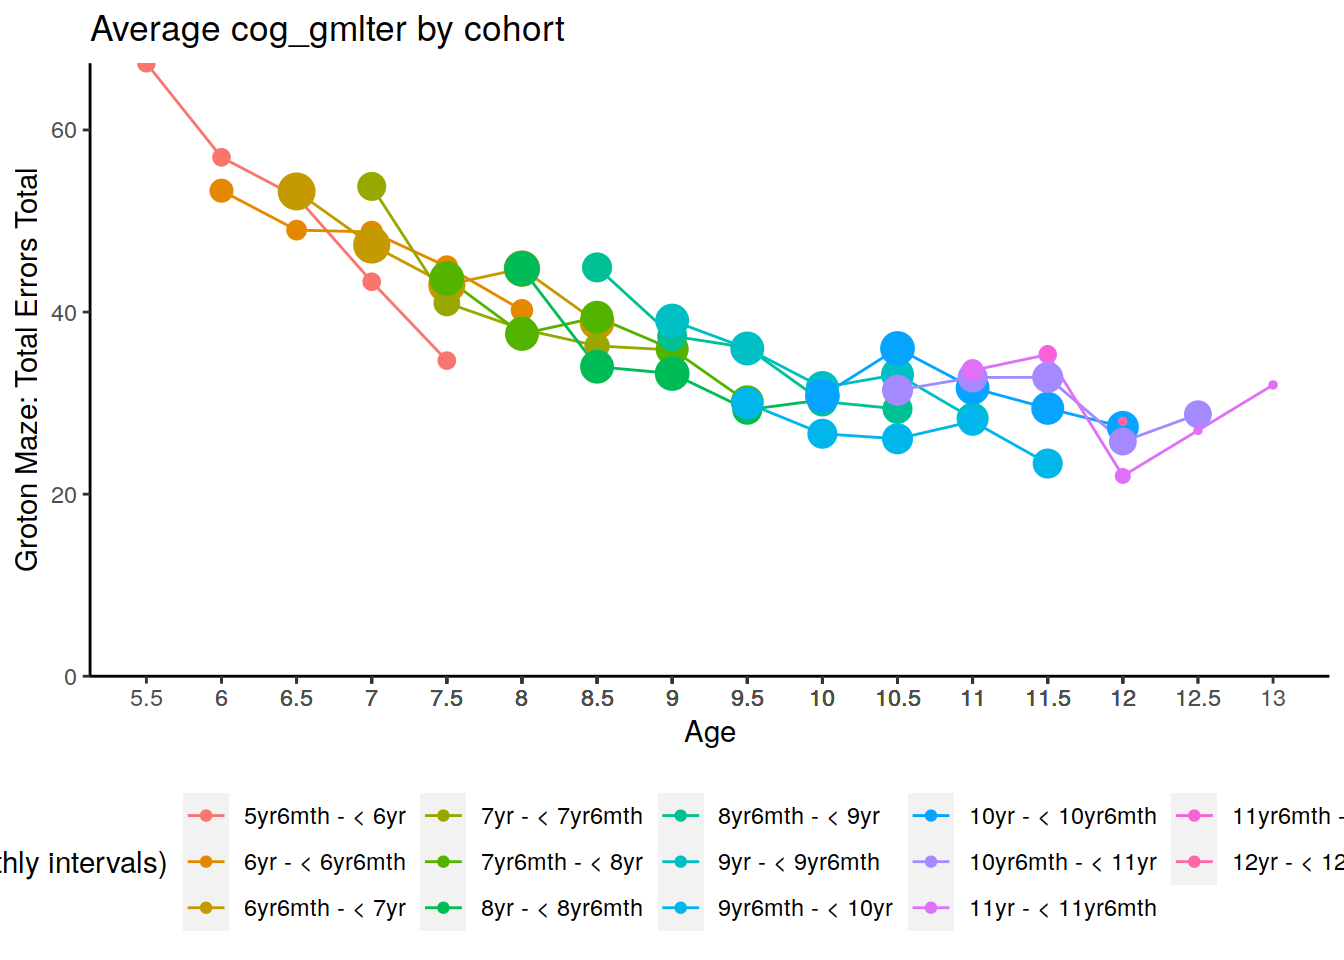 Average cog_gmlter by cohort
Groton Maze: Total Errors Total
60
40
20
0
5.5 6 6.5 7 7.5 8 8.5 9 9.5 10 10.5 11 11.5 12 12.5 13
Age
thly intervals)
5yr6mth - < 6yr
6yr - < 6yr6mth
6yr6mth - < 7yr
7yr - < 7yr6mth
7yr6mth - < 8yr
8yr - < 8yr6mth
8yr6mth - < 9yr
9yr - < 9yr6mth
9yr6mth - < 10yr
10yr - < 10yr6mth
10yr6mth - < 11yr
11yr - < 11yr6mth
11yr6mth -
12yr - < 12